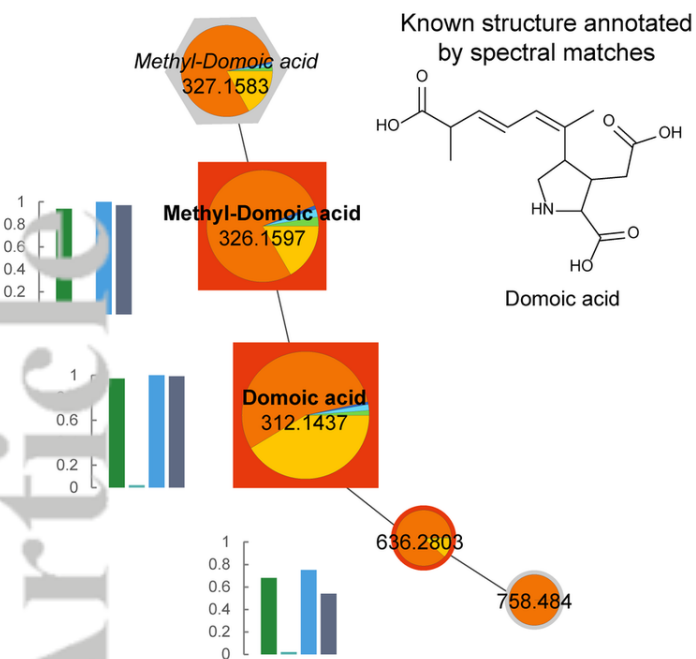 Known structure annotated
by spectral matches
Methyl-Domoic acid
327.1583
O
HO
O
OH
HN
O
HO
Domoic acid
Methyl-Domoic acid
326.1597
1
0.8
0.6
0.4
0.2
Domoic acid
312.1437
1
0.6
0.2
0
636.2803
758.484
1
0.8
0.6
0.4
0.2
0
Artic